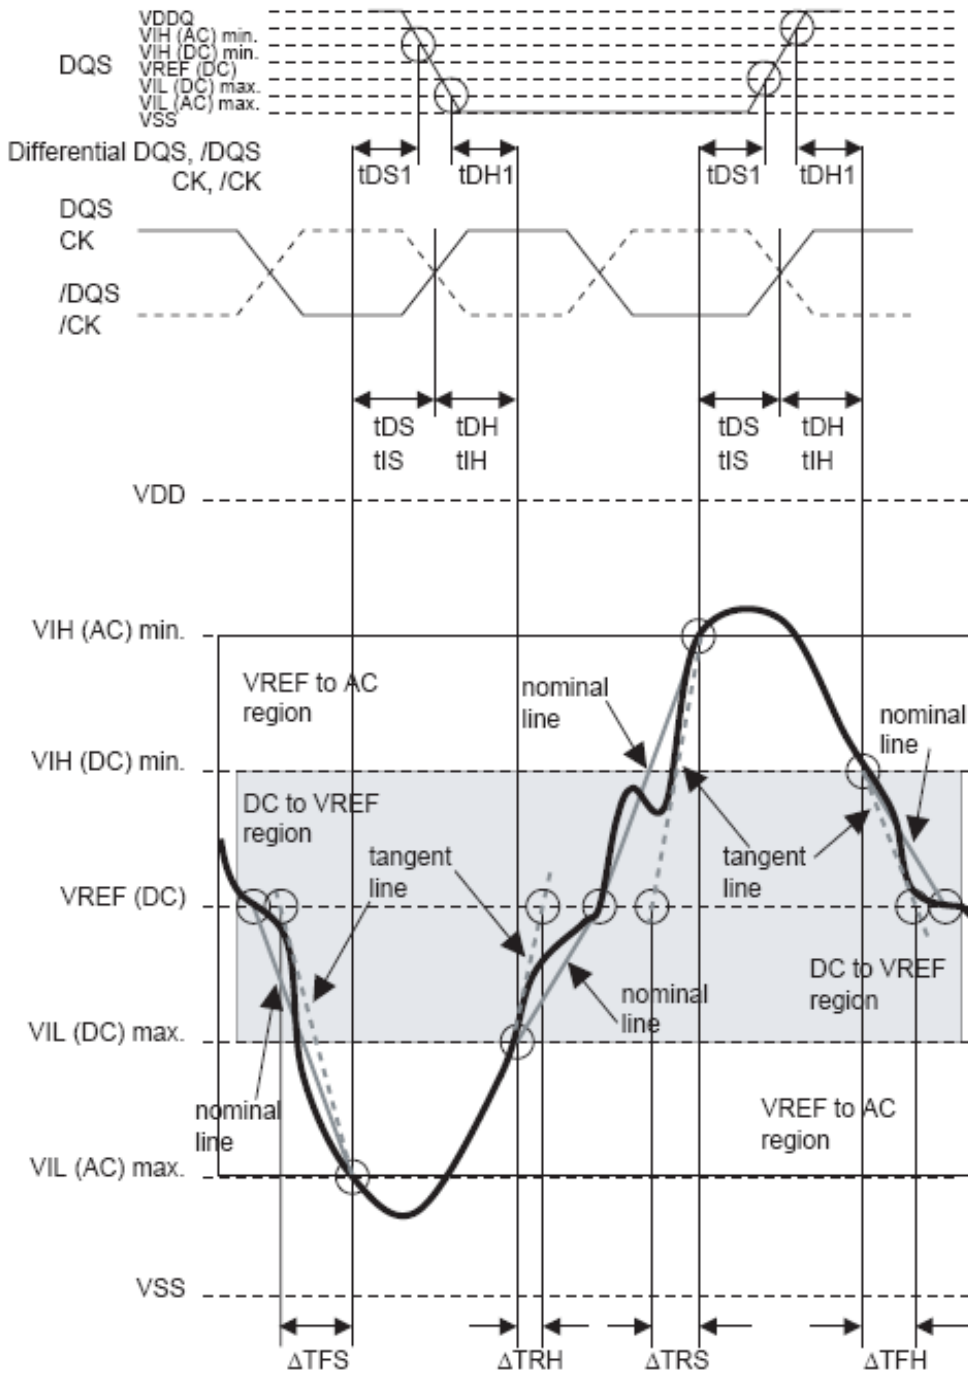 VDDQ
VIH (AC) min.
VIH (DC) min.
DQS
VREF (DC)
VIL (DC) max.
VIL (AC) max.
VSS
Differential DQS, /DQS
CK, /CK
tDS1
tDH1
tDS1
tDH1
DQS
CK
/DQS
/CK
tDS
tIS
tDH
tIH
tDS
tIS
tDH
tIH
VDD
VIH (AC) min.
VREF to AC
region
nominal
line
nominal
line
VIH (DC) min.
DC to VREF
region
tangent
line
tangent
line
VREF (DC)
DC to VREF
region
nominal
line
VIL (DC) max.
nominal
line
VREF to AC
region
VIL (AC) max.
VSS
ΔTFS
ΔTRH
ΔTRS
ΔTFH